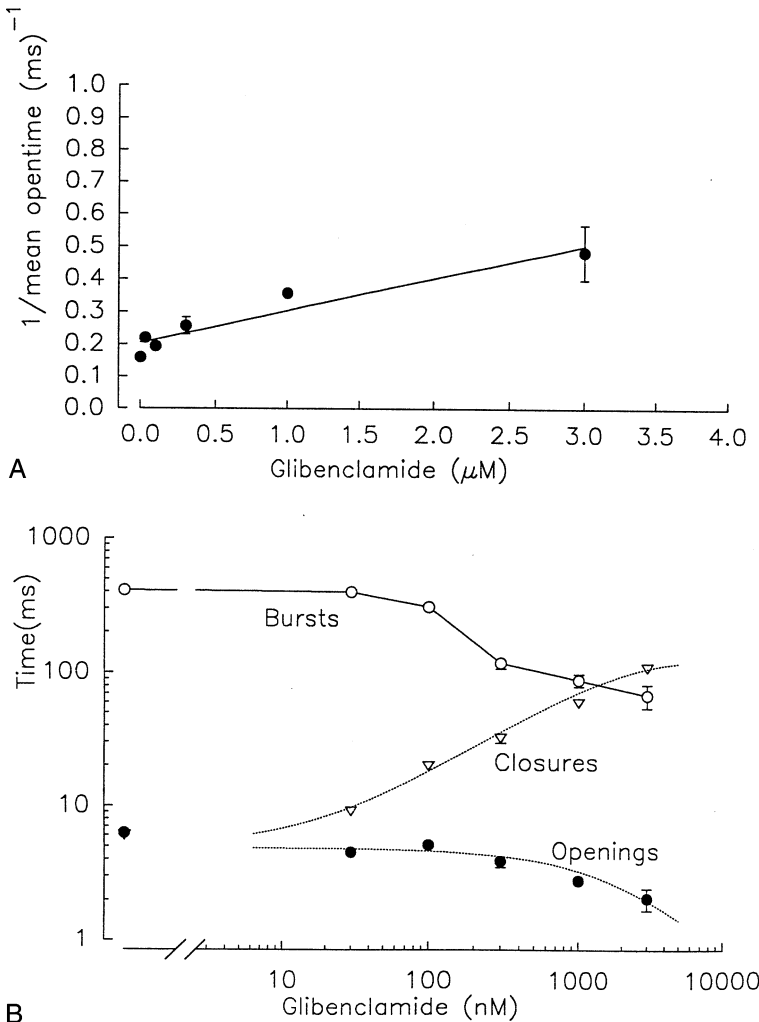 1/mean opentime (ms)⁻¹
1.0
0.9
0.8
0.7
0.6
0.5
0.4
0.3
0.2
0.1
0.0
0.0 0.5 1.0 1.5 2.0 2.5 3.0 3.5 4.0
Glibenclamide (μM)
A
Time(ms)
1000
100
10
1
Bursts
Closures
Openings
10 100 1000 10000
Glibenclamide (nM)
B